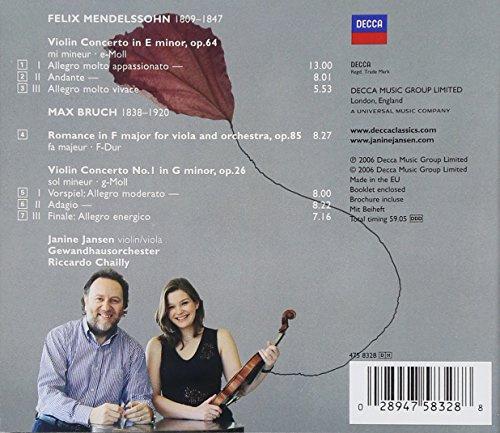 FELIX MENDELSSOHN 1809–1847
Violin Concerto in E minor, op.64
mi mineur · e-Moll
1 I Allegro molto appassionato — 13.00
2 II Andante — 8.01
3 III Allegro molto vivace 5.53
MAX BRUCH 1838–1920
4 Romance in F major for viola and orchestra, op.85 8.27
fa majeur · F-Dur
Violin Concerto No.1 in G minor, op.26
sol mineur · g-Moll
5 I Vorspiel: Allegro moderato — 8.00
6 II Adagio — 8.22
7 III Finale: Allegro energico 7.16
Janine Jansen violin/viola
Gewandhausorchester
Riccardo Chailly
DECCA
DECCA
Regd. Trade Mark
DECCA MUSIC GROUP LIMITED
London, England
A UNIVERSAL MUSIC COMPANY
www.deccaclassics.com
www.janinejansen.com
℗ 2006 Decca Music Group Limited
© 2006 Decca Music Group Limited
Made in the EU
Booklet enclosed
Brochure incluse
Mit Beiheft
Total timing 59.05 DDD
475 8328 DH
0 28947 58328 8